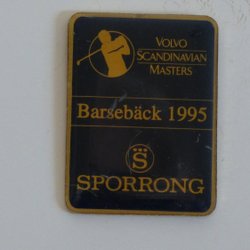 VOLVO
SCANDINAVIAN
MASTERS
Barsebäck 1995
S
SPORRONG